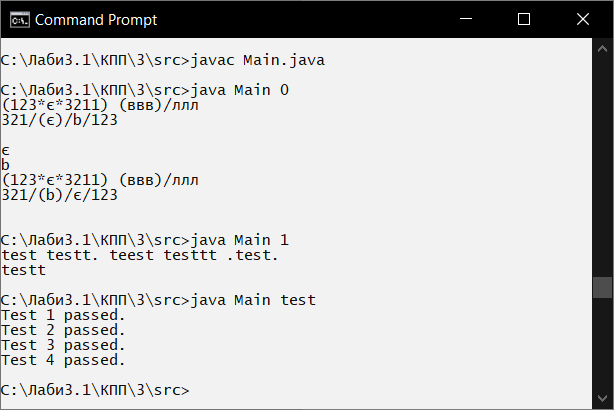 Command Prompt
C:\Лаби3.1\КПП\3\src>javac Main.java
C:\Лаби3.1\КПП\3\src>java Main 0
(123*є*3211) (ввв)/ллл
321/(є)/b/123
є
b
(123*є*3211) (ввв)/ллл
321/(b)/є/123
C:\Лаби3.1\КПП\3\src>java Main 1
test testt. teest testtt .test.
testt
C:\Лаби3.1\КПП\3\src>java Main test
Test 1 passed.
Test 2 passed.
Test 3 passed.
Test 4 passed.
C:\Лаби3.1\КПП\3\src>